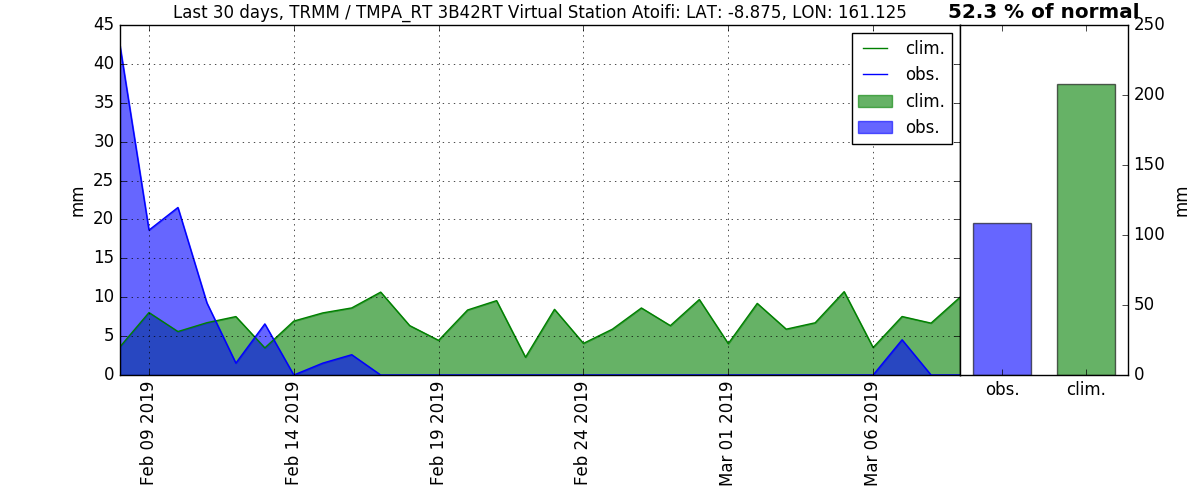 Last 30 days, TRMM / TMPA_RT 3B42RT Virtual Station Atoifi: LAT: -8.875, LON: 161.125
52.3 % of normal
45
40
35
30
25
20
15
10
5
0
mm
clim.
obs.
clim.
obs.
Feb 09 2019
Feb 14 2019
Feb 19 2019
Feb 24 2019
Mar 01 2019
Mar 06 2019
250
200
150
100
50
0
mm
obs.
clim.